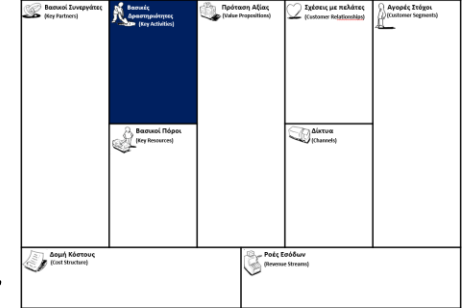 Βασικοί Συνεργάτες
(Key Partners)
Βασικές
Δραστηριότητες
(Key Activities)
Πρόταση Αξίας
(Value Propositions)
Σχέσεις με πελάτες
(Customer Relationships)
Αγορές Στόχοι
(Customer Segments)
Βασικοί Πόροι
(Key Resources)
Δίκτυα
(Channels)
Δομή Κόστους
(Cost Structure)
Ροές Εσόδων
(Revenue Streams)